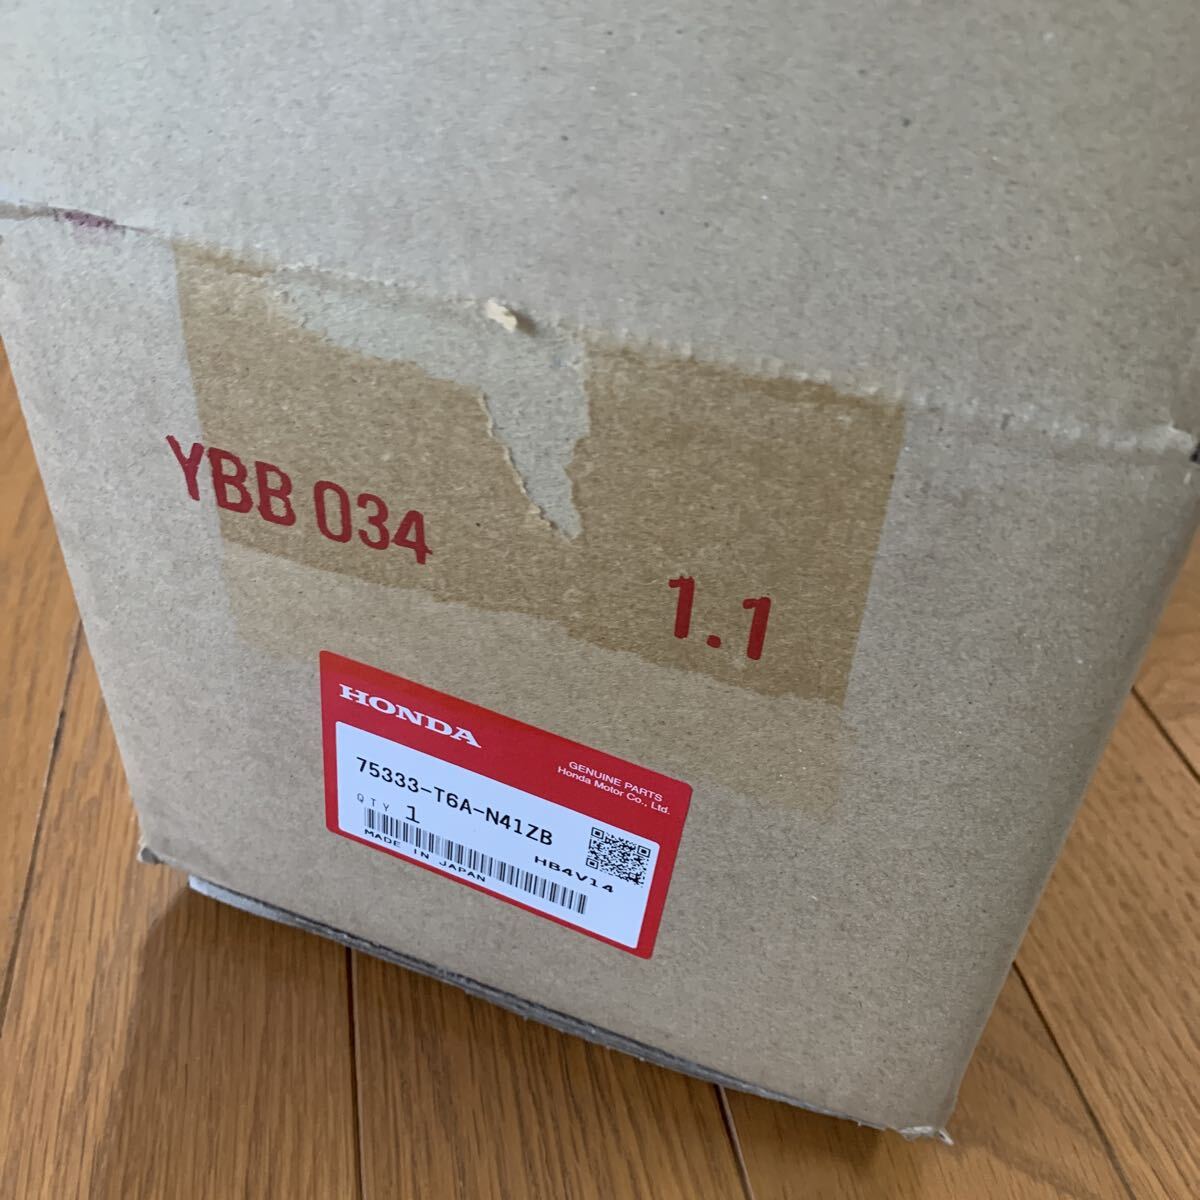 YBB 034
1.1
HONDA
GENUINE PARTS
Honda Motor Co., Ltd.
75333-T6A-N41ZB
QTY 1
HB4V14
MADE IN JAPAN